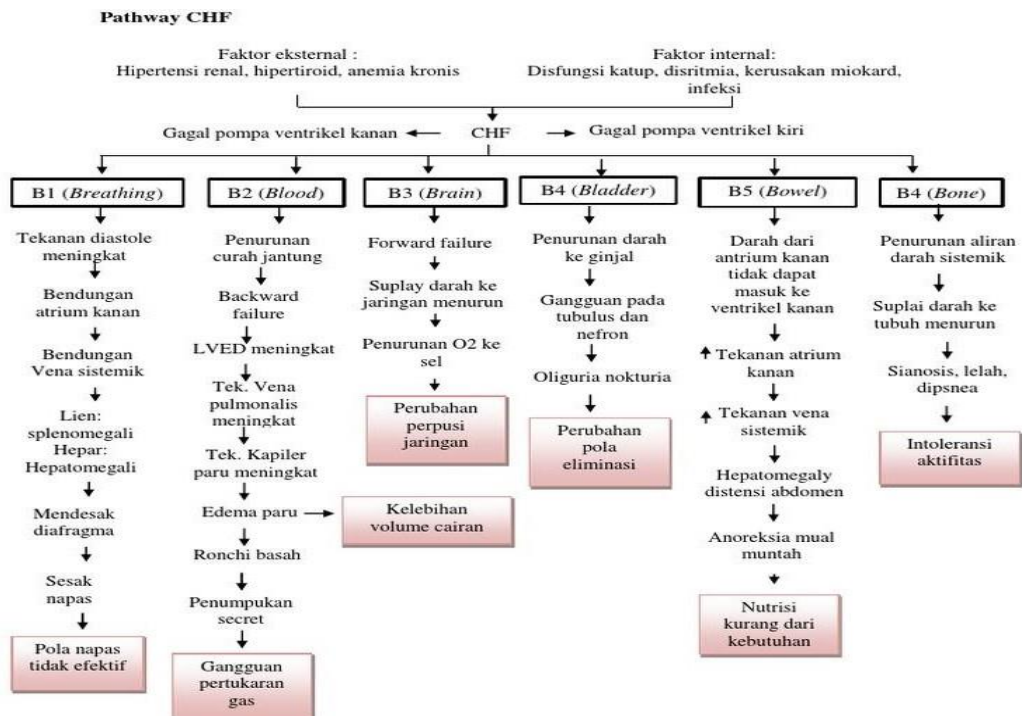 Pathway CHF
Faktor eksternal :
Hipertensi renal, hipertiroid, anemia kronis
Faktor internal:
Disfungsi katup, disritmia, kerusakan miokard,
infeksi
Gagal pompa ventrikel kanan
CHF
Gagal pompa ventrikel kiri
B1 (Breathing)
Tekanan diastole
meningkat
Bendungan
atrium kanan
Bendungan
Vena sistemik
Lien:
splenomegali
Hepar:
Hepatomegali
Mendesak
diafragma
Sesak
napas
Pola napas
tidak efektif
B2 (Blood)
Penurunan
curah jantung
Backward
failure
LVED meningkat
Tek. Vena
pulmonalis
meningkat
Tek. Kapiler
paru meningkat
Edema paru
Ronchi basah
Penumpukan
secret
Gangguan
pertukaran
gas
Kelebihan
volume cairan
B3 (Brain)
Forward failure
Suplay darah ke
jaringan menurun
Penurunan O2 ke
sel
Perubahan
perpusi
jaringan
B4 (Bladder)
Penurunan darah
ke ginjal
Gangguan pada
tubulus dan
nefron
Oliguria nokturia
Perubahan
pola
eliminasi
B5 (Bowel)
Darah dari
antrium kanan
tidak dapat
masuk ke
ventrikel kanan
Tekanan atrium
kanan
Tekanan vena
sistemik
Hepatomegaly
distensi abdomen
Anoreksia mual
muntah
Nutrisi
kurang dari
kebutuhan
B4 (Bone)
Penurunan aliran
darah sistemik
Suplai darah ke
tubuh menurun
Sianosis, lelah,
dipsnea
Intoleransi
aktifitas